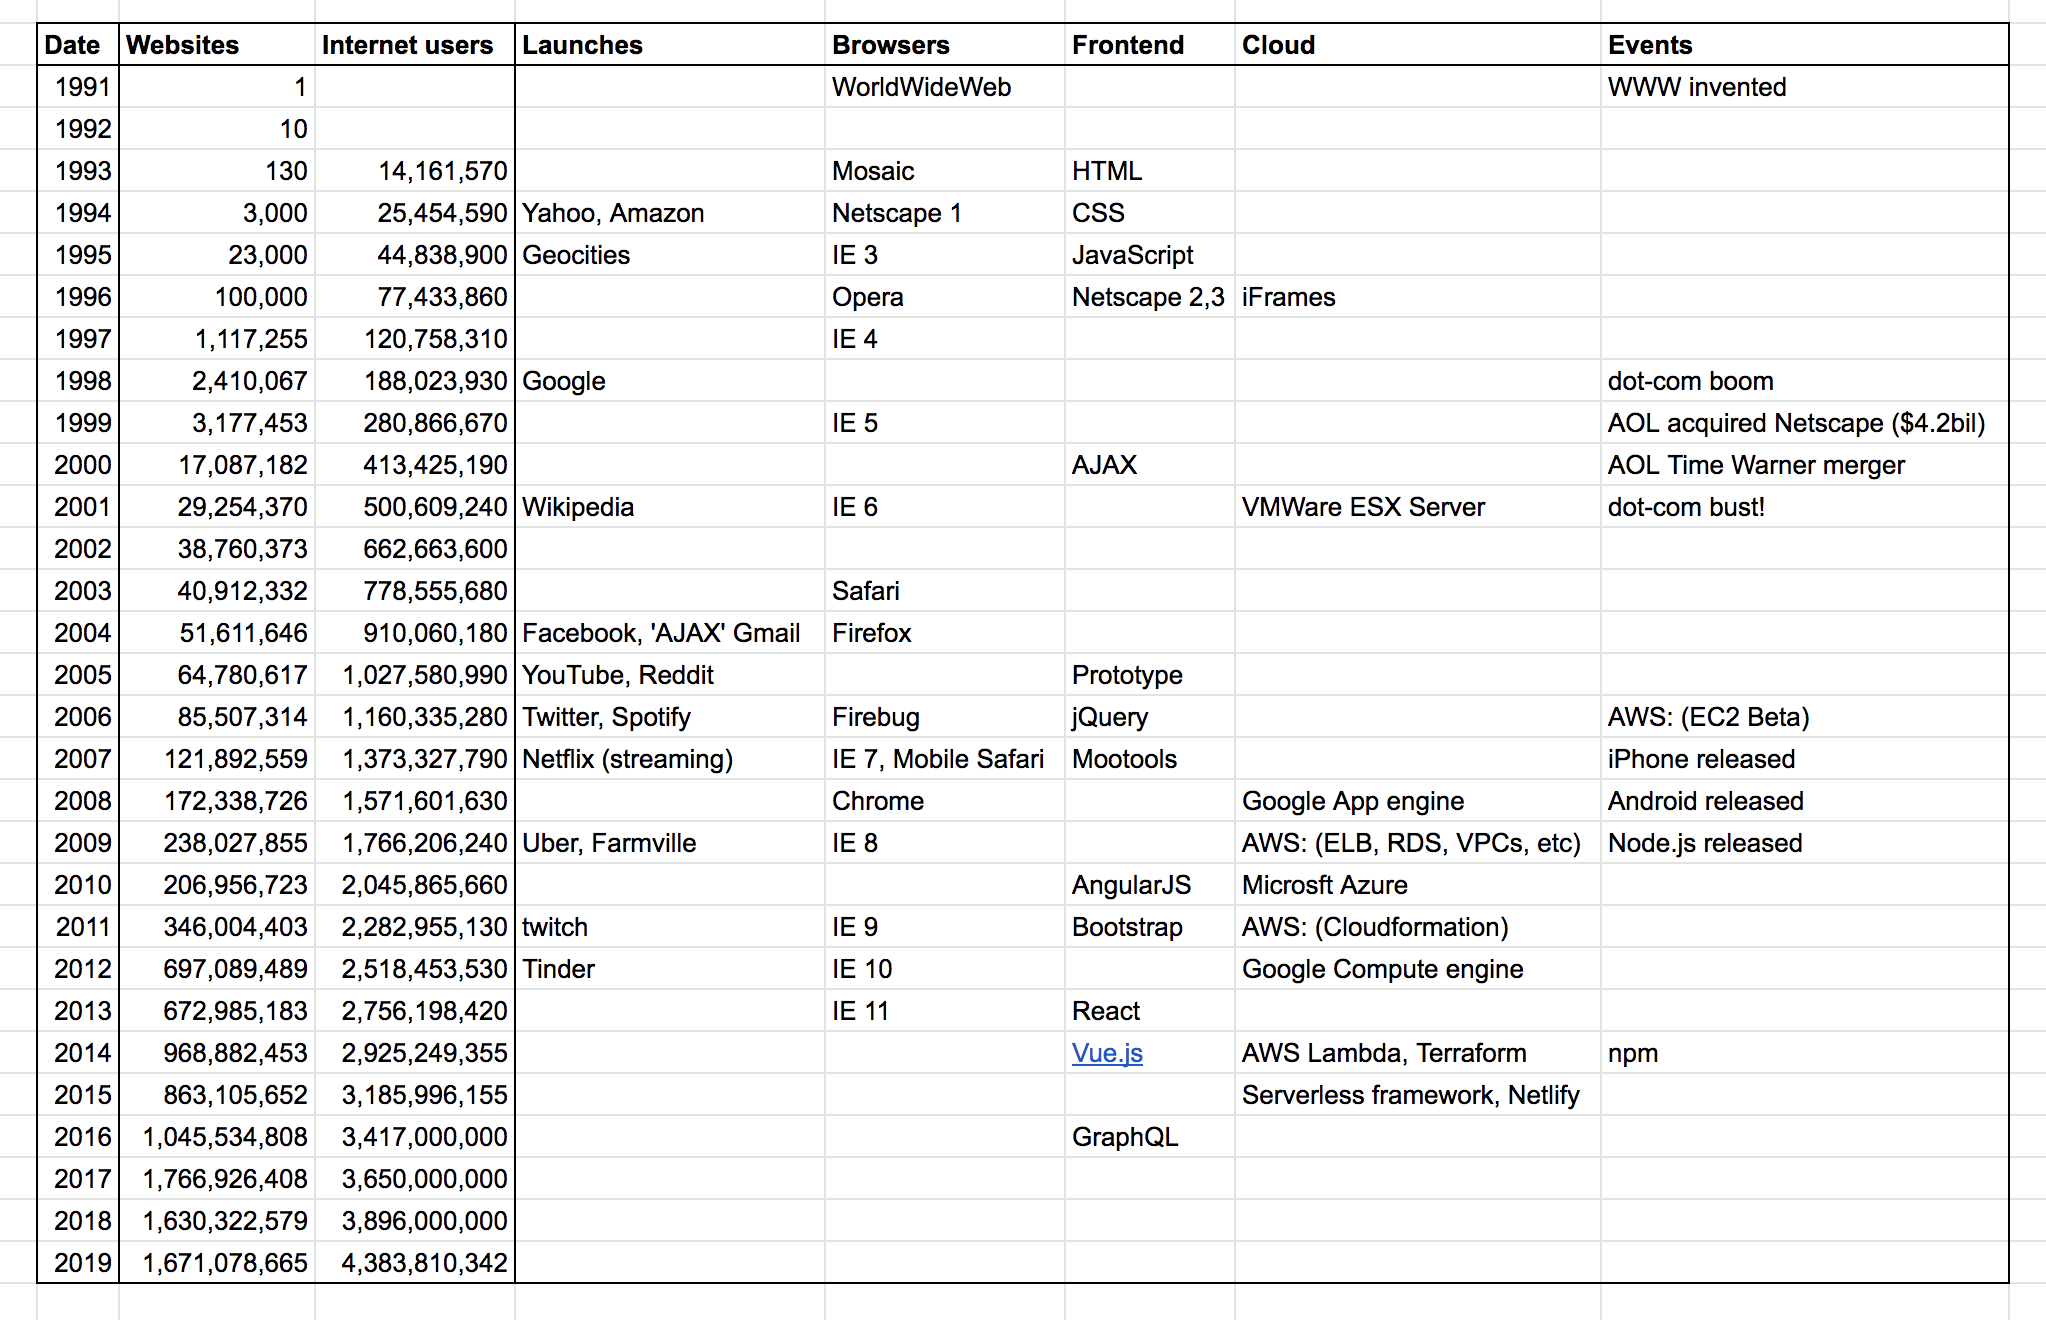 Date Websites Internet users Launches Browsers Frontend Cloud Events
1991 1 WorldWideWeb WWW invented
1992 10
1993 130 14,161,570 Mosaic HTML
1994 3,000 25,454,590 Yahoo, Amazon Netscape 1 CSS
1995 23,000 44,838,900 Geocities IE 3 JavaScript
1996 100,000 77,433,860 Opera Netscape 2,3 iFrames
1997 1,117,255 120,758,310 IE 4
1998 2,410,067 188,023,930 Google dot-com boom
1999 3,177,453 280,866,670 IE 5 AOL acquired Netscape ($4.2bil)
2000 17,087,182 413,425,190 AJAX AOL Time Warner merger
2001 29,254,370 500,609,240 Wikipedia IE 6 VMWare ESX Server dot-com bust!
2002 38,760,373 662,663,600
2003 40,912,332 778,555,680 Safari
2004 51,611,646 910,060,180 Facebook, 'AJAX' Gmail Firefox
2005 64,780,617 1,027,580,990 YouTube, Reddit Prototype
2006 85,507,314 1,160,335,280 Twitter, Spotify Firebug jQuery AWS: (EC2 Beta)
2007 121,892,559 1,373,327,790 Netflix (streaming) IE 7, Mobile Safari Mootools iPhone released
2008 172,338,726 1,571,601,630 Chrome Google App engine Android released
2009 238,027,855 1,766,206,240 Uber, Farmville IE 8 AWS: (ELB, RDS, VPCs, etc) Node.js released
2010 206,956,723 2,045,865,660 AngularJS Microsft Azure
2011 346,004,403 2,282,955,130 twitch IE 9 Bootstrap AWS: (Cloudformation)
2012 697,089,489 2,518,453,530 Tinder IE 10 Google Compute engine
2013 672,985,183 2,756,198,420 IE 11 React
2014 968,882,453 2,925,249,355 Vue.js AWS Lambda, Terraform npm
2015 863,105,652 3,185,996,155 Serverless framework, Netlify
2016 1,045,534,808 3,417,000,000 GraphQL
2017 1,766,926,408 3,650,000,000
2018 1,630,322,579 3,896,000,000
2019 1,671,078,665 4,383,810,342